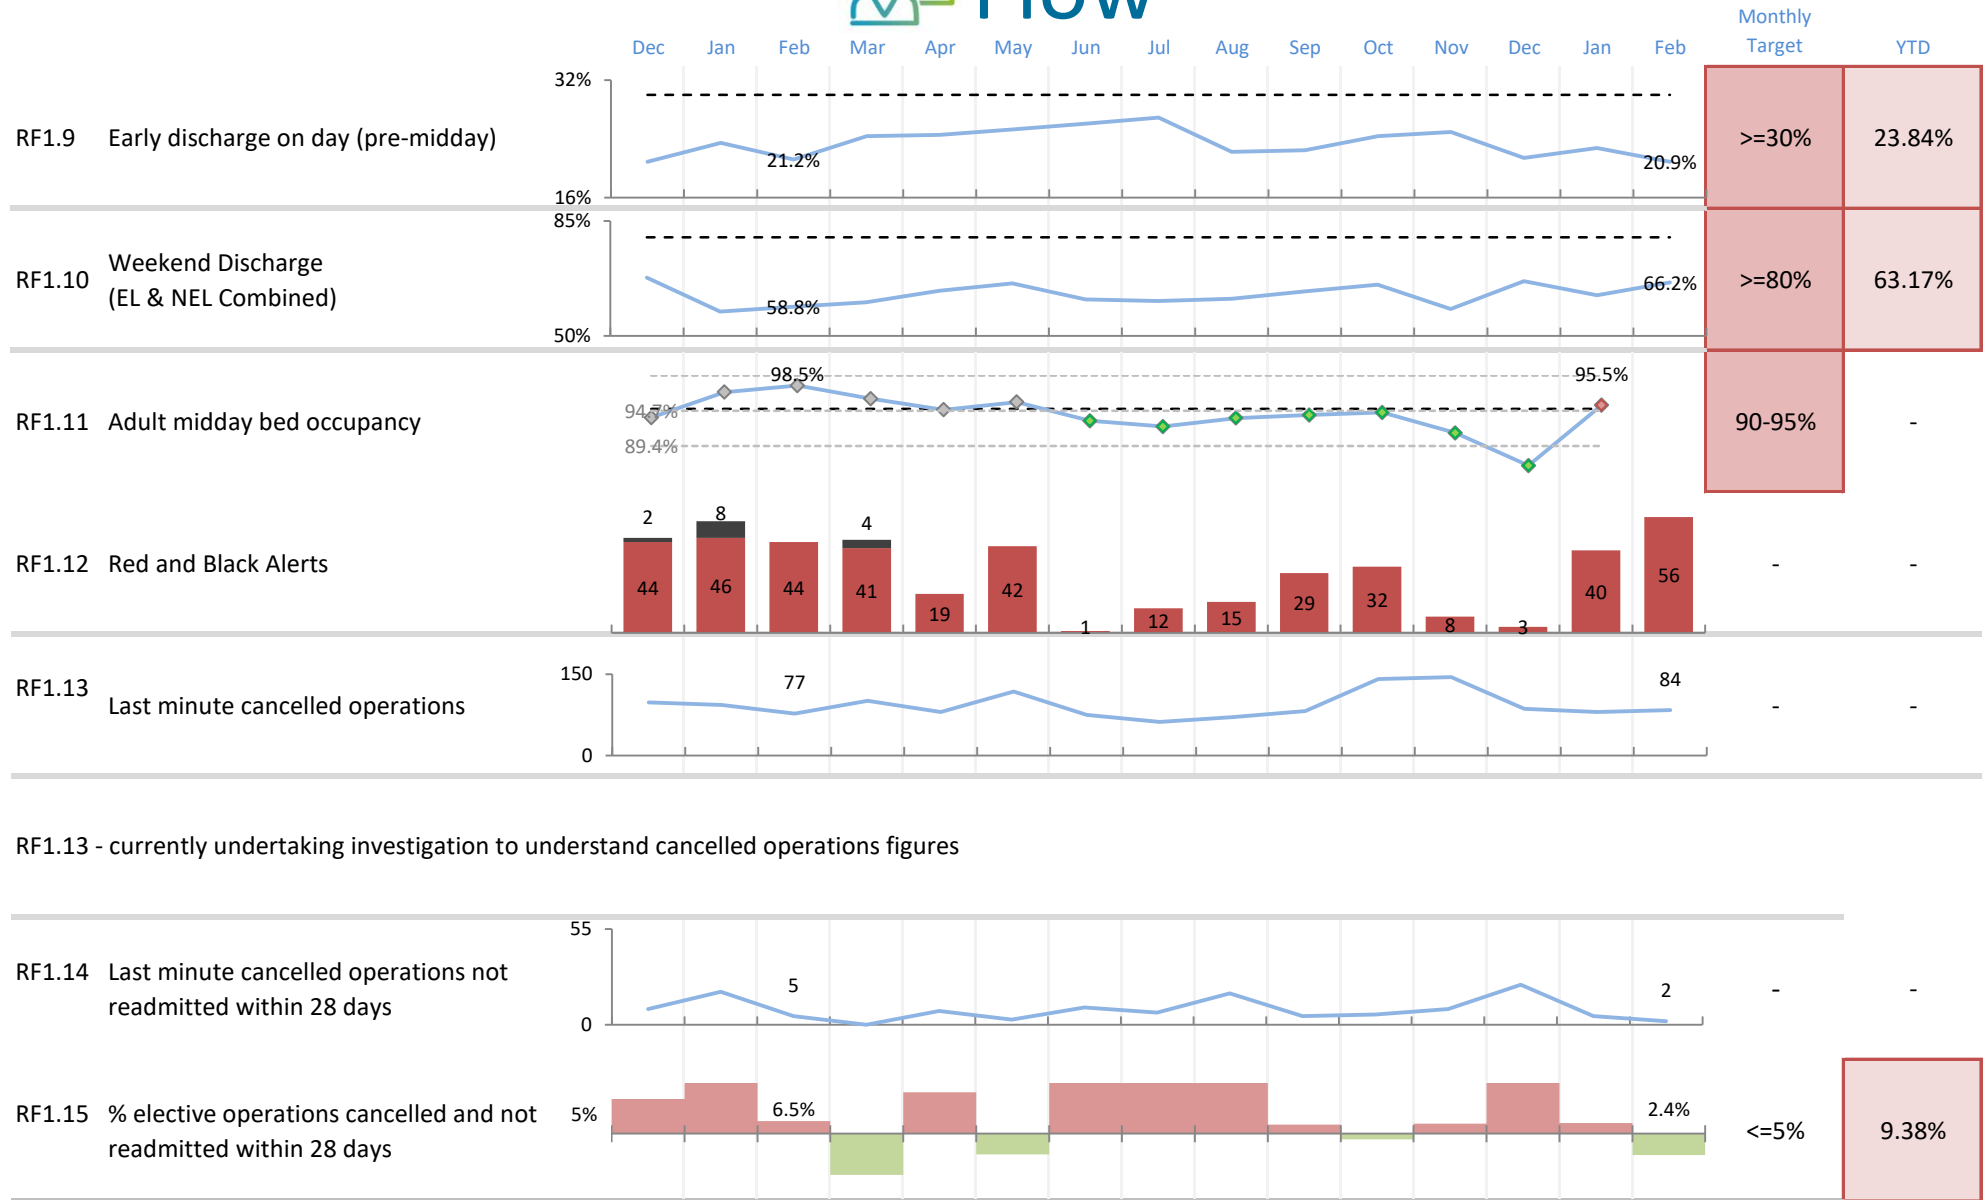 Flow
Monthly
Target
YTD
Dec Jan Feb Mar Apr May Jun Jul Aug Sep Oct Nov Dec Jan Feb
32%
RF1.9 Early discharge on day (pre-midday)
21.2%
20.9%
>=30%
23.84%
16%
85%
RF1.10
Weekend Discharge
(EL & NEL Combined)
58.8%
66.2%
>=80%
63.17%
50%
98.5%
95.5%
94.7%
RF1.11 Adult midday bed occupancy
89.4%
90-95%
-
2 8 4
RF1.12 Red and Black Alerts
44 46 44 41 19 42 1 12 15 29 32 8 3 40 56
-
-
150
RF1.13
Last minute cancelled operations
77
84
-
-
0
RF1.13 - currently undertaking investigation to understand cancelled operations figures
55
RF1.14 Last minute cancelled operations not
readmitted within 28 days
5
2
-
-
0
RF1.15 % elective operations cancelled and not
readmitted within 28 days
5%
6.5%
2.4%
<=5%
9.38%